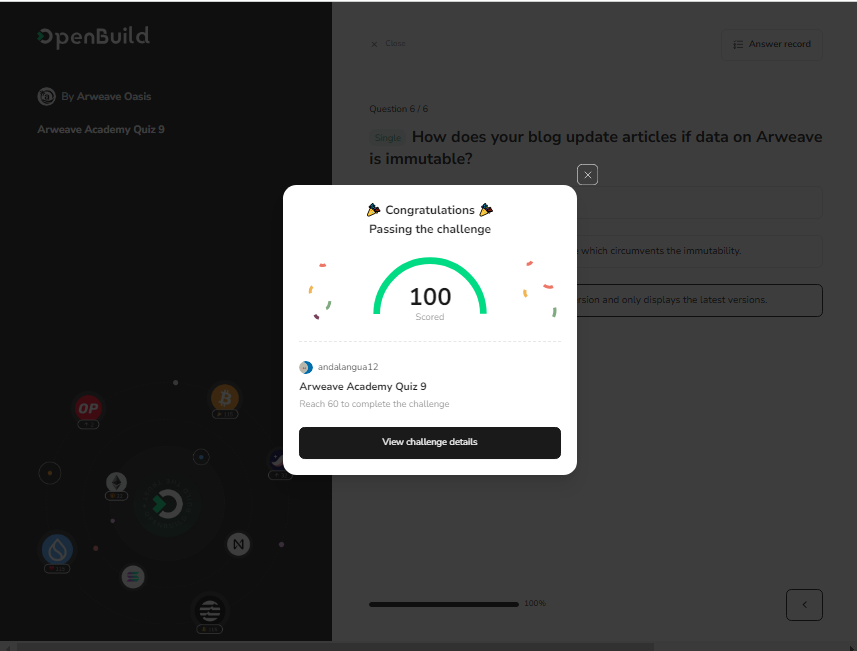 OpenBuild
By Arweave Oasis
Arweave Academy Quiz 9
Close
Answer record
Question 6 / 6
Single How does your blog update articles if data on Arweave
is immutable?
which circumvents the immutability.
and only displays the latest versions.
🎉 Congratulations 🎉
Passing the challenge
100
Scored
andalangua12
Arweave Academy Quiz 9
Reach 60 to complete the challenge
View challenge details
OP
100%